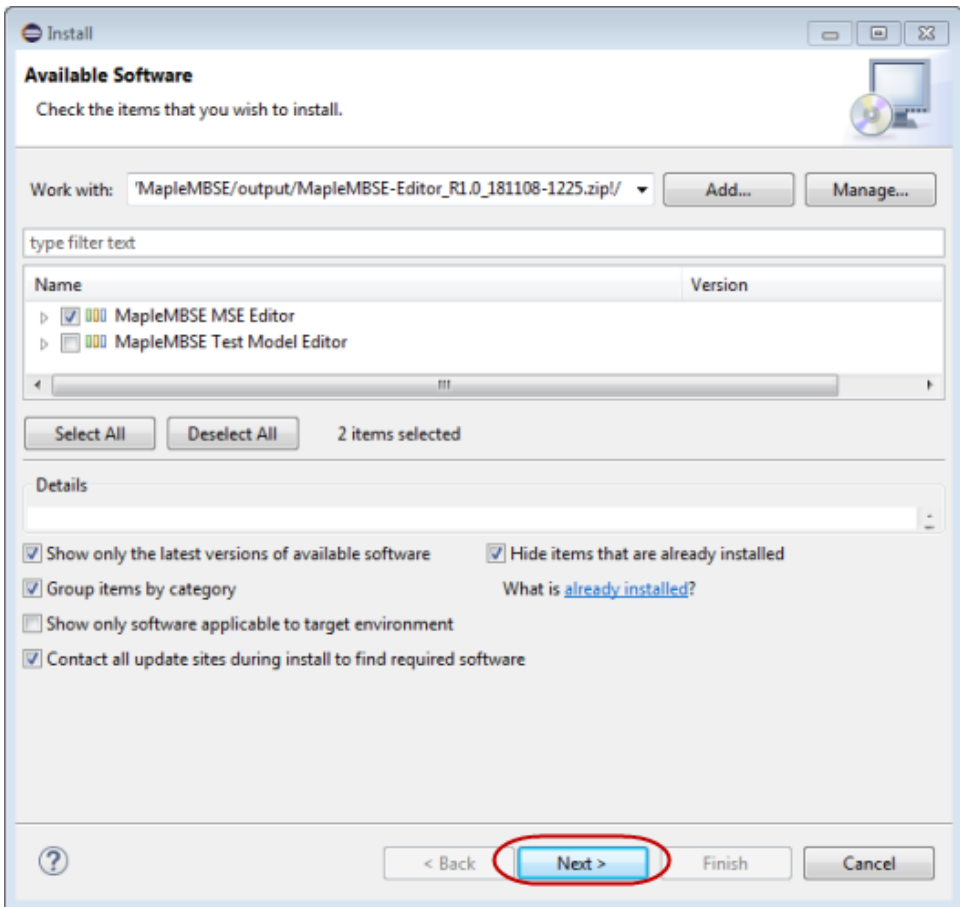 Install
Available Software
Check the items that you wish to install.
Work with: 'MapleMBSE/output/MapleMBSE-Editor_R1.0_181108-1225.zip!/ Add... Manage...
type filter text
Name Version
MapleMBSE MSE Editor
MapleMBSE Test Model Editor
Select All Deselect All 2 items selected
Details
Show only the latest versions of available software Hide items that are already installed
Group items by category What is already installed?
Show only software applicable to target environment
Contact all update sites during install to find required software
? < Back Next > Finish Cancel